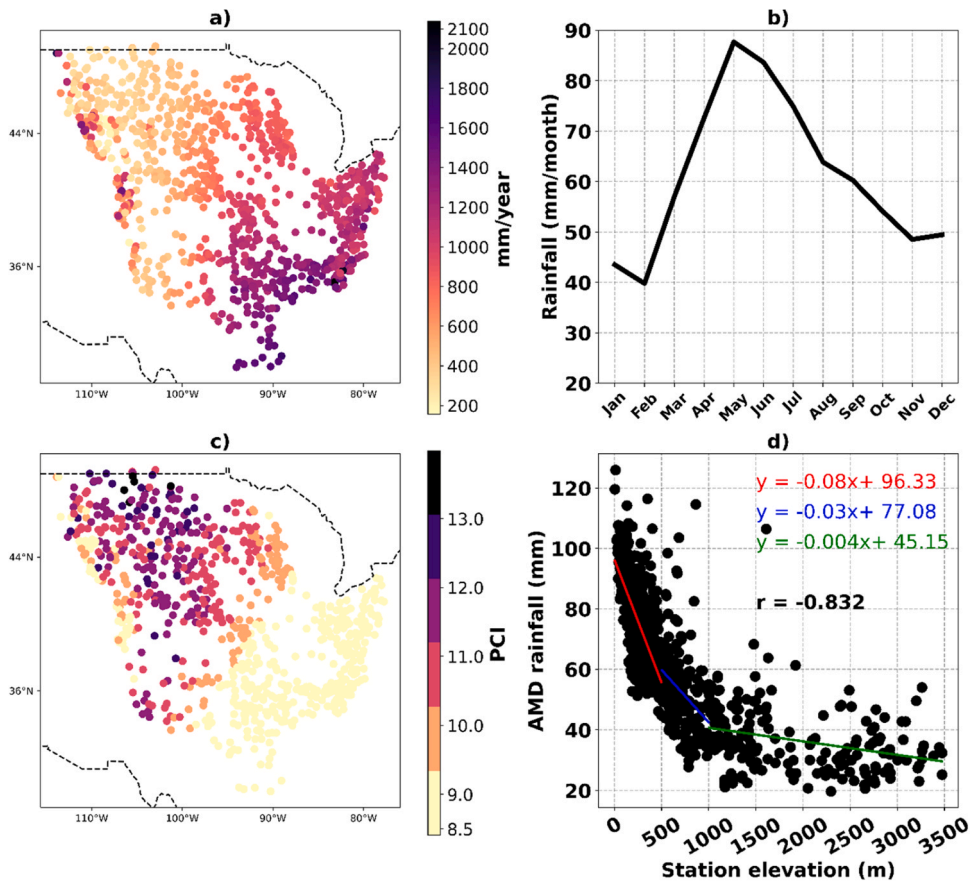 a)
44°N
36°N
110°W
100°W
90°W
80°W
2100
2000
1800
1600
1400
1200
1000
800
600
400
200
mm/year
b)
90
80
70
60
50
40
30
20
Rainfall (mm/month)
Jan
Feb
Mar
Apr
May
Jun
Jul
Aug
Sep
Oct
Nov
Dec
c)
44°N
36°N
110°W
100°W
90°W
80°W
13.0
12.0
11.0
10.0
9.0
8.5
PCI
d)
120
100
80
60
40
20
AMD rainfall (mm)
y = -0.08x+ 96.33
y = -0.03x+ 77.08
y = -0.004x+ 45.15
r = -0.832
0
500
1000
1500
2000
2500
3000
3500
Station elevation (m)